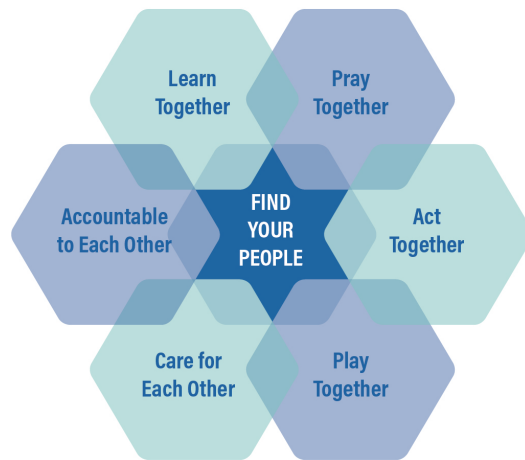 Learn
Together
Pray
Together
Accountable
to Each Other
FIND
YOUR
PEOPLE
Act
Together
Care for
Each Other
Play
Together